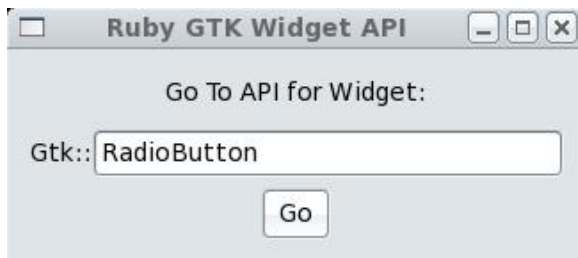 Ruby GTK Widget API
Go To API for Widget:
Gtk:: RadioButton
Go